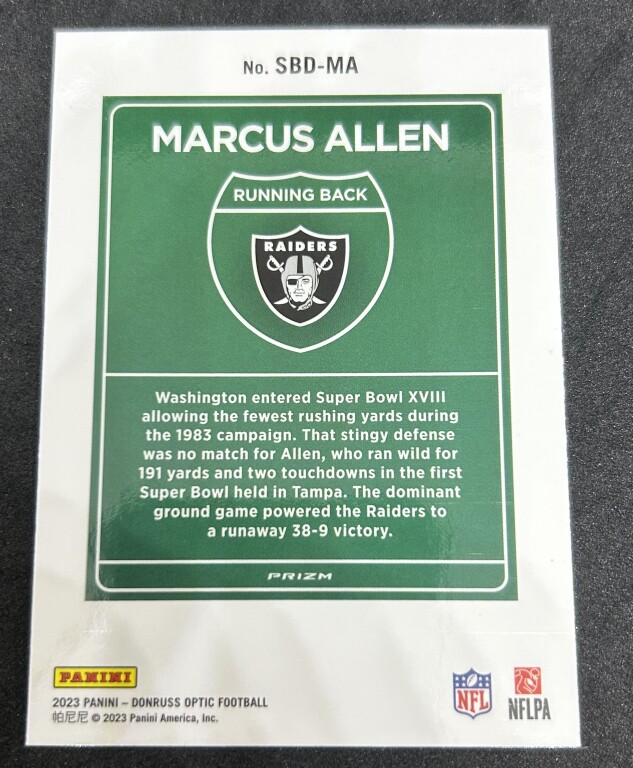 No. SBD-MA
MARCUS ALLEN
RUNNING BACK
RAIDERS
Washington entered Super Bowl XVIII
allowing the fewest rushing yards during
the 1983 campaign. That stingy defense
was no match for Allen, who ran wild for
191 yards and two touchdowns in the first
Super Bowl held in Tampa. The dominant
ground game powered the Raiders to
a runaway 38-9 victory.
PRIZM
PANINI
2023 PANINI – DONRUSS OPTIC FOOTBALL
帕尼尼 © 2023 Panini America, Inc.
NFL
NFLPA